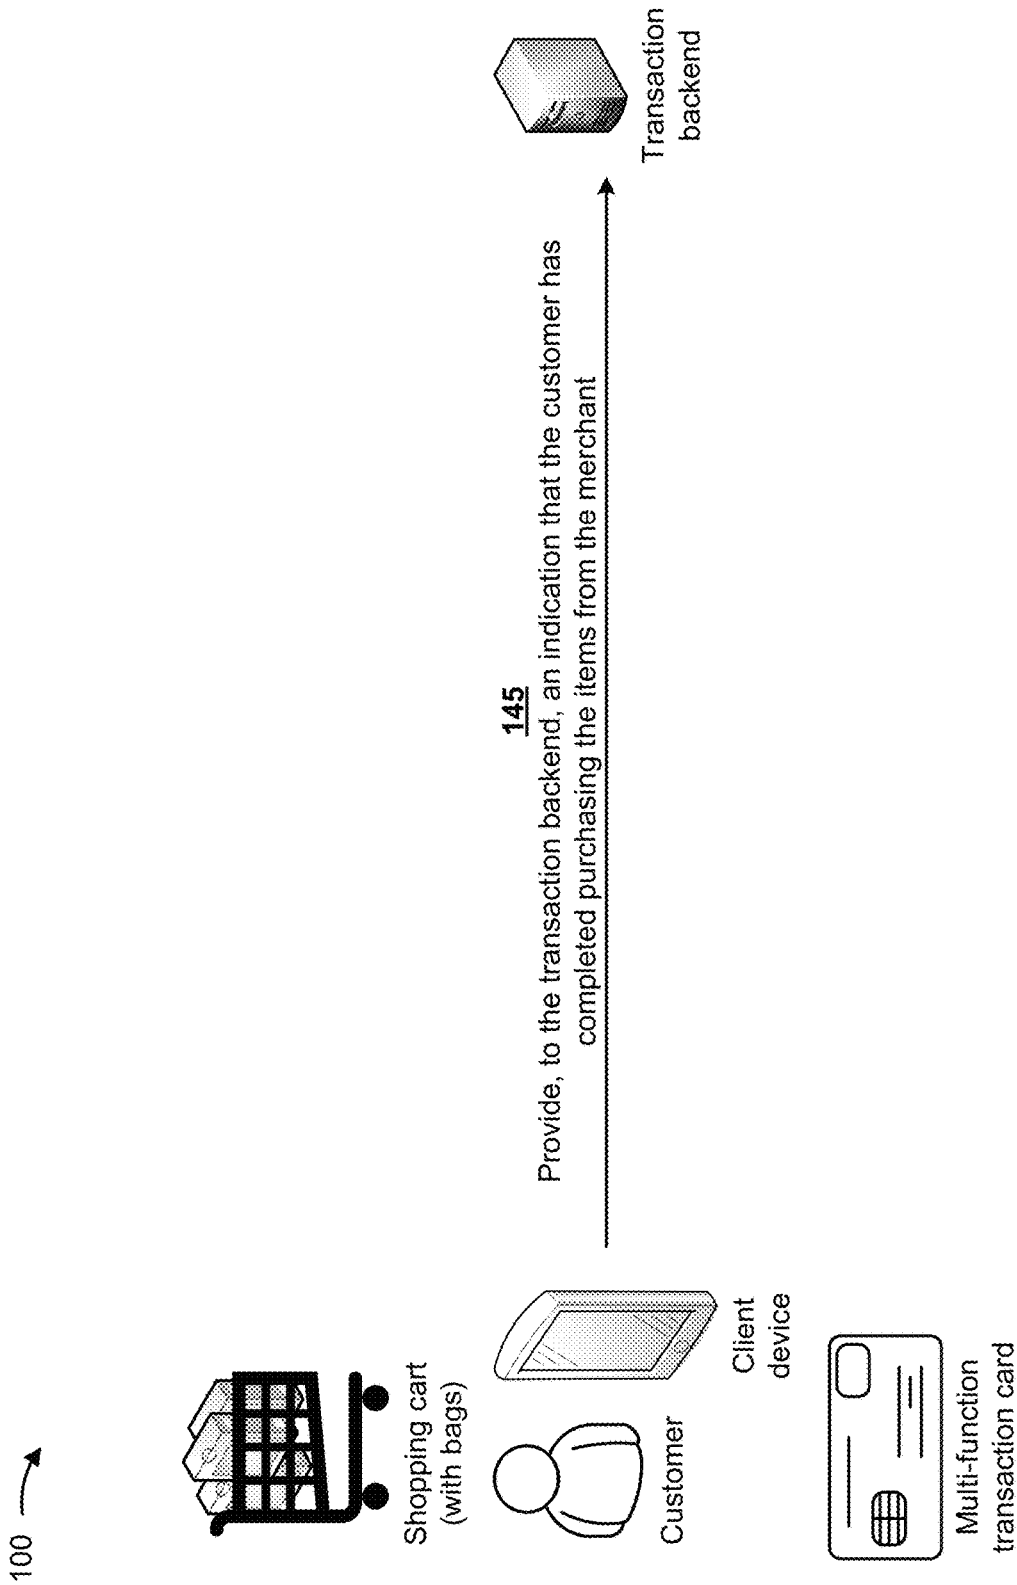 100
Shopping cart
(with bags)
145
Provide, to the transaction backend, an indication that the customer has
completed purchasing the items from the merchant
Customer
Client
device
Transaction
backend
Multi-function
transaction card